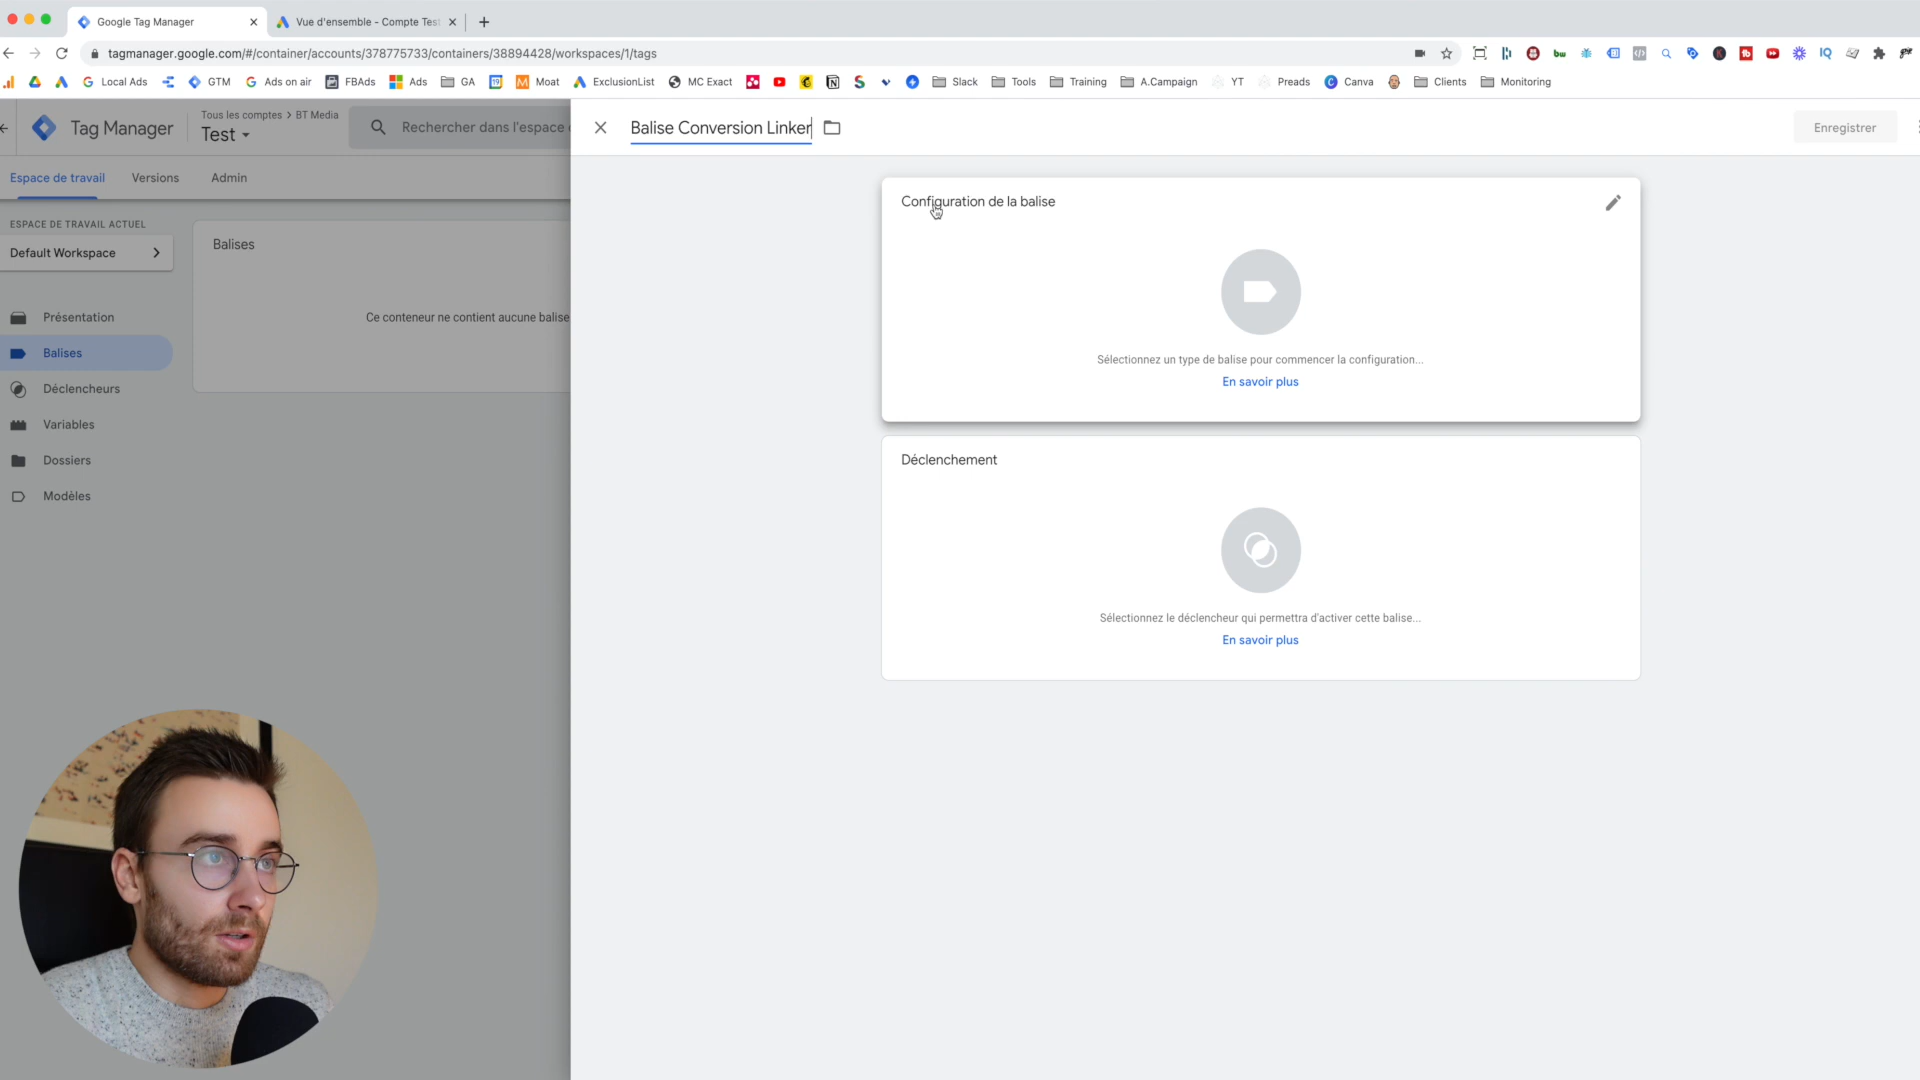 Google Tag Manager
Vue d'ensemble - Compte Tes
tagmanager.google.com/#/container/accounts/378775733/containers/38894428/workspaces/1/tags
Local Ads
GTM
Ads on air
FBAds
Ads
GA
Moat
ExclusionList
MC Exact
Slack
Tools
Training
A.Campaign
YT
Preads
Canva
Clients
Monitoring
Tag Manager
Tous les comptes > BT Media
Test
Rechercher dans l'espace
Balise Conversion Linker
Enregistrer
Espace de travail
Versions
Admin
ESPACE DE TRAVAIL ACTUEL
Default Workspace
Présentation
Balises
Déclencheurs
Variables
Dossiers
Modèles
Balises
Ce conteneur ne contient aucune balise
Configuration de la balise
Sélectionnez un type de balise pour commencer la configuration...
En savoir plus
Déclenchement
Sélectionnez le déclencheur qui permettra d'activer cette balise...
En savoir plus